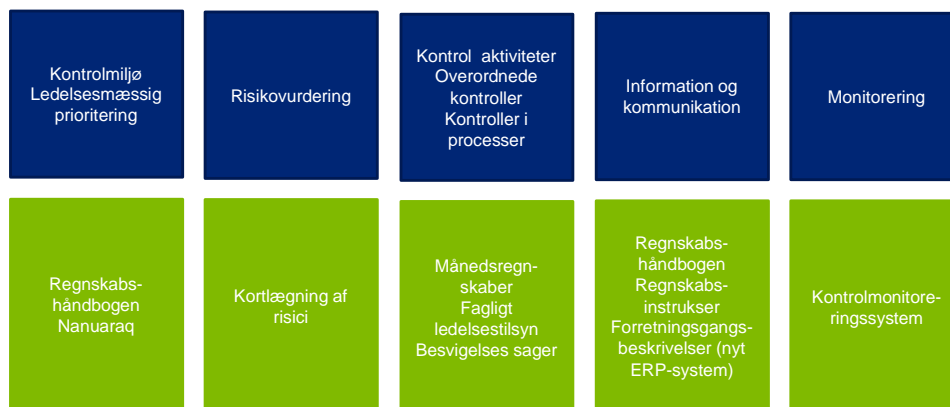 Kontrolmiljø
Ledelsesmæssig
prioritering
Risikovurdering
Kontrol aktiviteter
Overordnede
kontroller
Kontroller i
processer
Information og
kommunikation
Monitorering
Regnskabs-
håndbogen
Nanuaraq
Kortlægning af
risici
Månedsregn-
skaber
Fagligt
ledelsestilsyn
Besvigelses sager
Regnskabs-
håndbogen
Regnskabs-
instrukser
Forretningsgangs-
beskrivelser (nyt
ERP-system)
Kontrolmonitore-
ringssystem